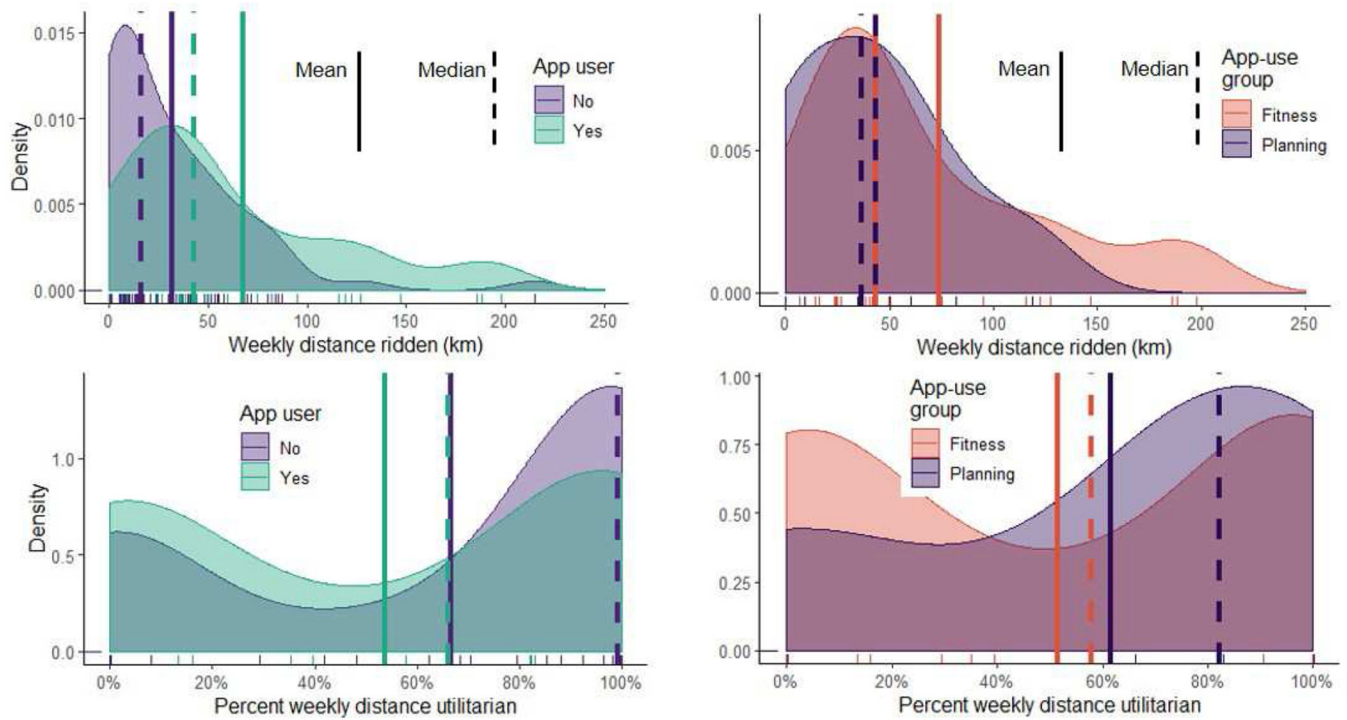 0.015
0.010
0.005
0.000
Density
Mean
Median
App user
No
Yes
0 50 100 150 200 250
Weekly distance ridden (km)
0.005
0.000
Mean
Median
App-use
group
Fitness
Planning
0 50 100 150 200 250
Weekly distance ridden (km)
1.0
0.5
0.0
Density
App user
No
Yes
0% 20% 40% 60% 80% 100%
Percent weekly distance utilitarian
1.00
0.75
0.50
0.25
0.00
App-use
group
Fitness
Planning
0% 20% 40% 60% 80% 100%
Percent weekly distance utilitarian